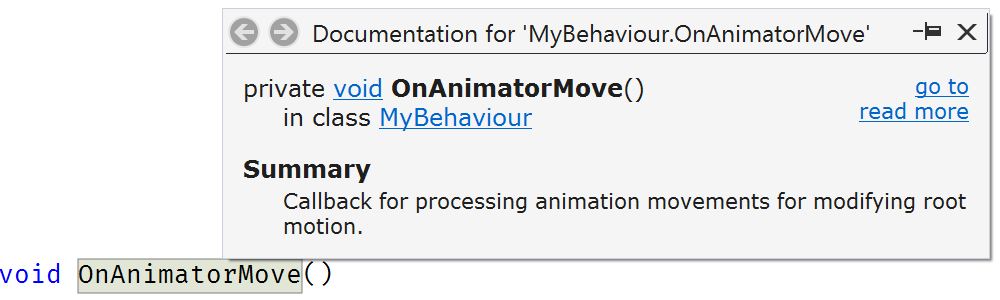 Documentation for 'MyBehaviour.OnAnimatorMove'
private void OnAnimatorMove()
go to
in class MyBehaviour
read more
Summary
Callback for processing animation movements for modifying root
motion.
void OnAnimatorMove()